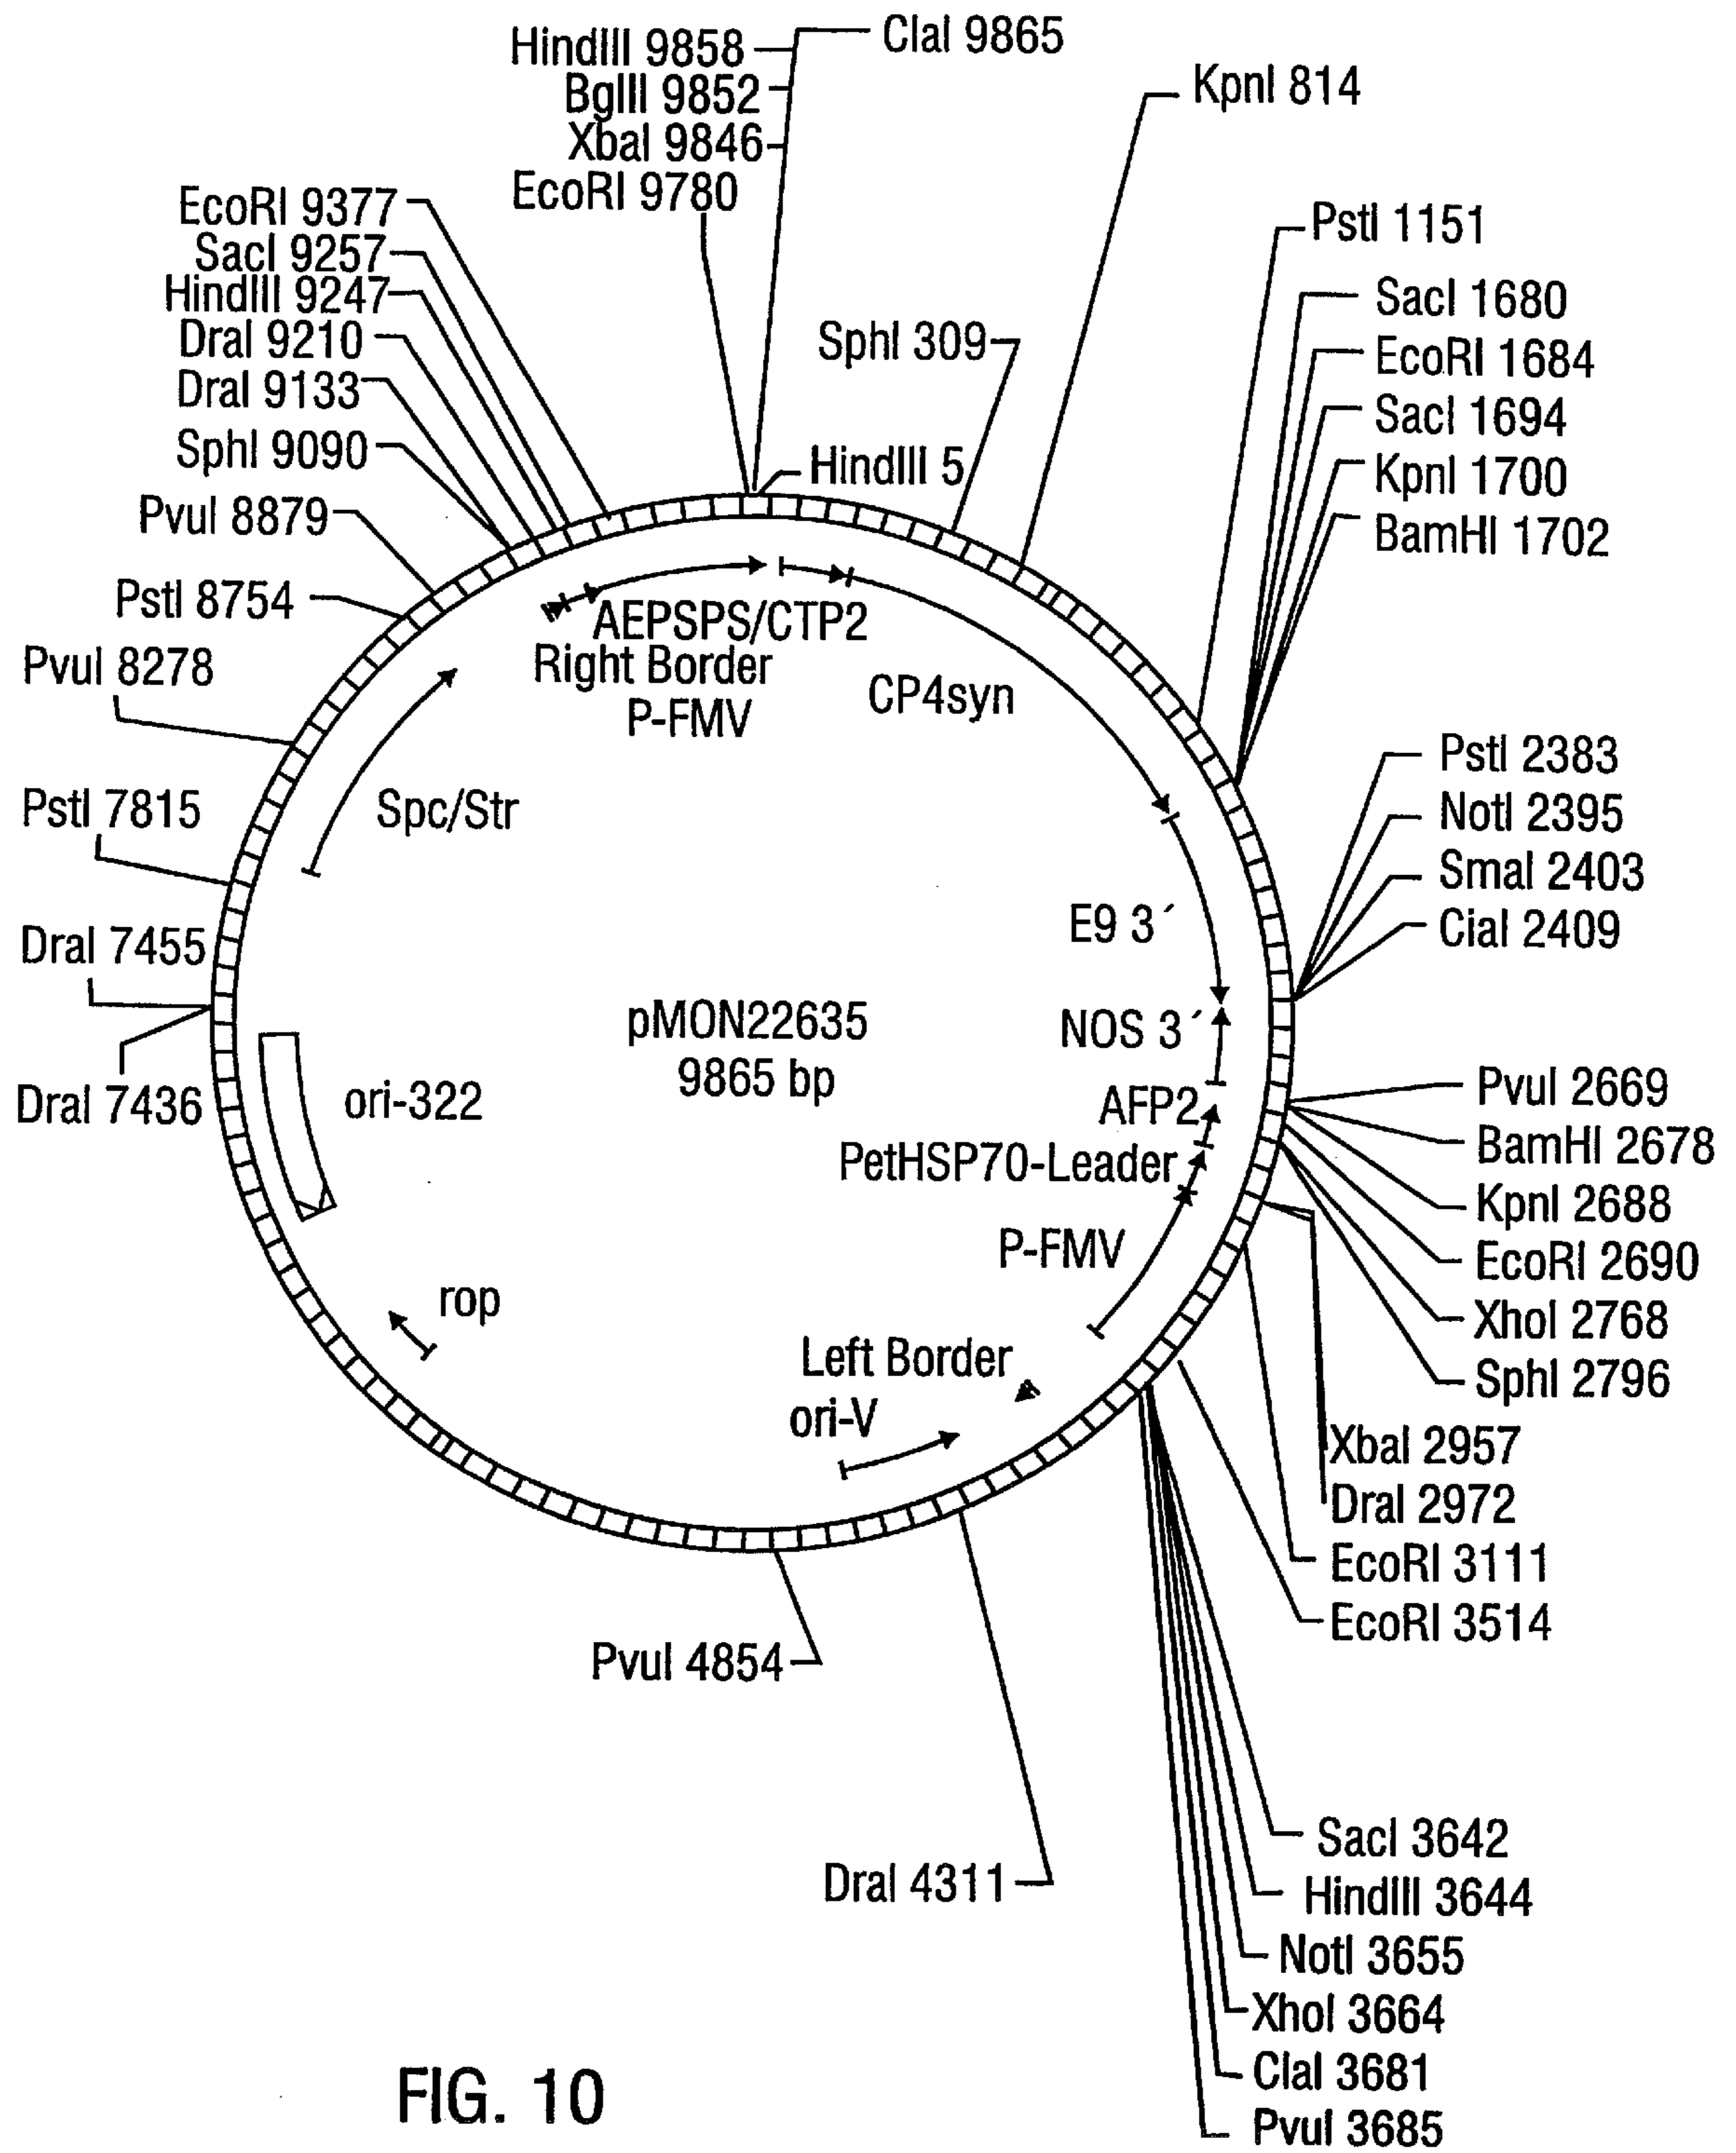 HindIII 9858
BglII 9852
XbaI 9846
EcoRI 9780
ClaI 9865
KpnI 814
EcoRI 9377
SacI 9257
HindIII 9247
DraI 9210
DraI 9133
SphI 9090
PvuI 8879
PstI 8754
PvuI 8278
PstI 7815
DraI 7455
DraI 7436
SphI 309
HindIII 5
PstI 1151
SacI 1680
EcoRI 1684
SacI 1694
KpnI 1700
BamHI 1702
PstI 2383
NotI 2395
SmaI 2403
CiaI 2409
PvuI 2669
BamHI 2678
KpnI 2688
EcoRI 2690
XhoI 2768
SphI 2796
XbaI 2957
DraI 2972
EcoRI 3111
EcoRI 3514
SacI 3642
HindIII 3644
NotI 3655
XhoI 3664
ClaI 3681
PvuI 3685
DraI 4311
PvuI 4854
AEPSPS/CTP2
Right Border
P-FMV
CP4syn
Spc/Str
E9 3´
NOS 3´
AFP2
PetHSP70-Leader
P-FMV
Left Border
ori-V
rop
ori-322
pMON22635
9865 bp
FIG. 10